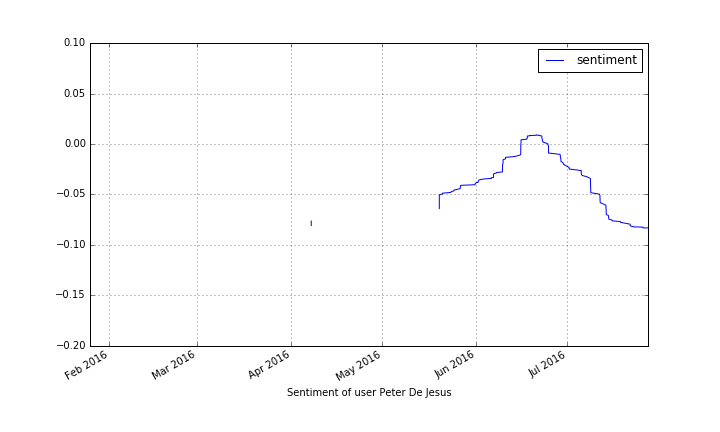 0.10
sentiment
0.05
0.00
−0.05
−0.10
−0.15
−0.20
Feb 2016
Mar 2016
Apr 2016
May 2016
Jun 2016
Jul 2016
Sentiment of user Peter De Jesus